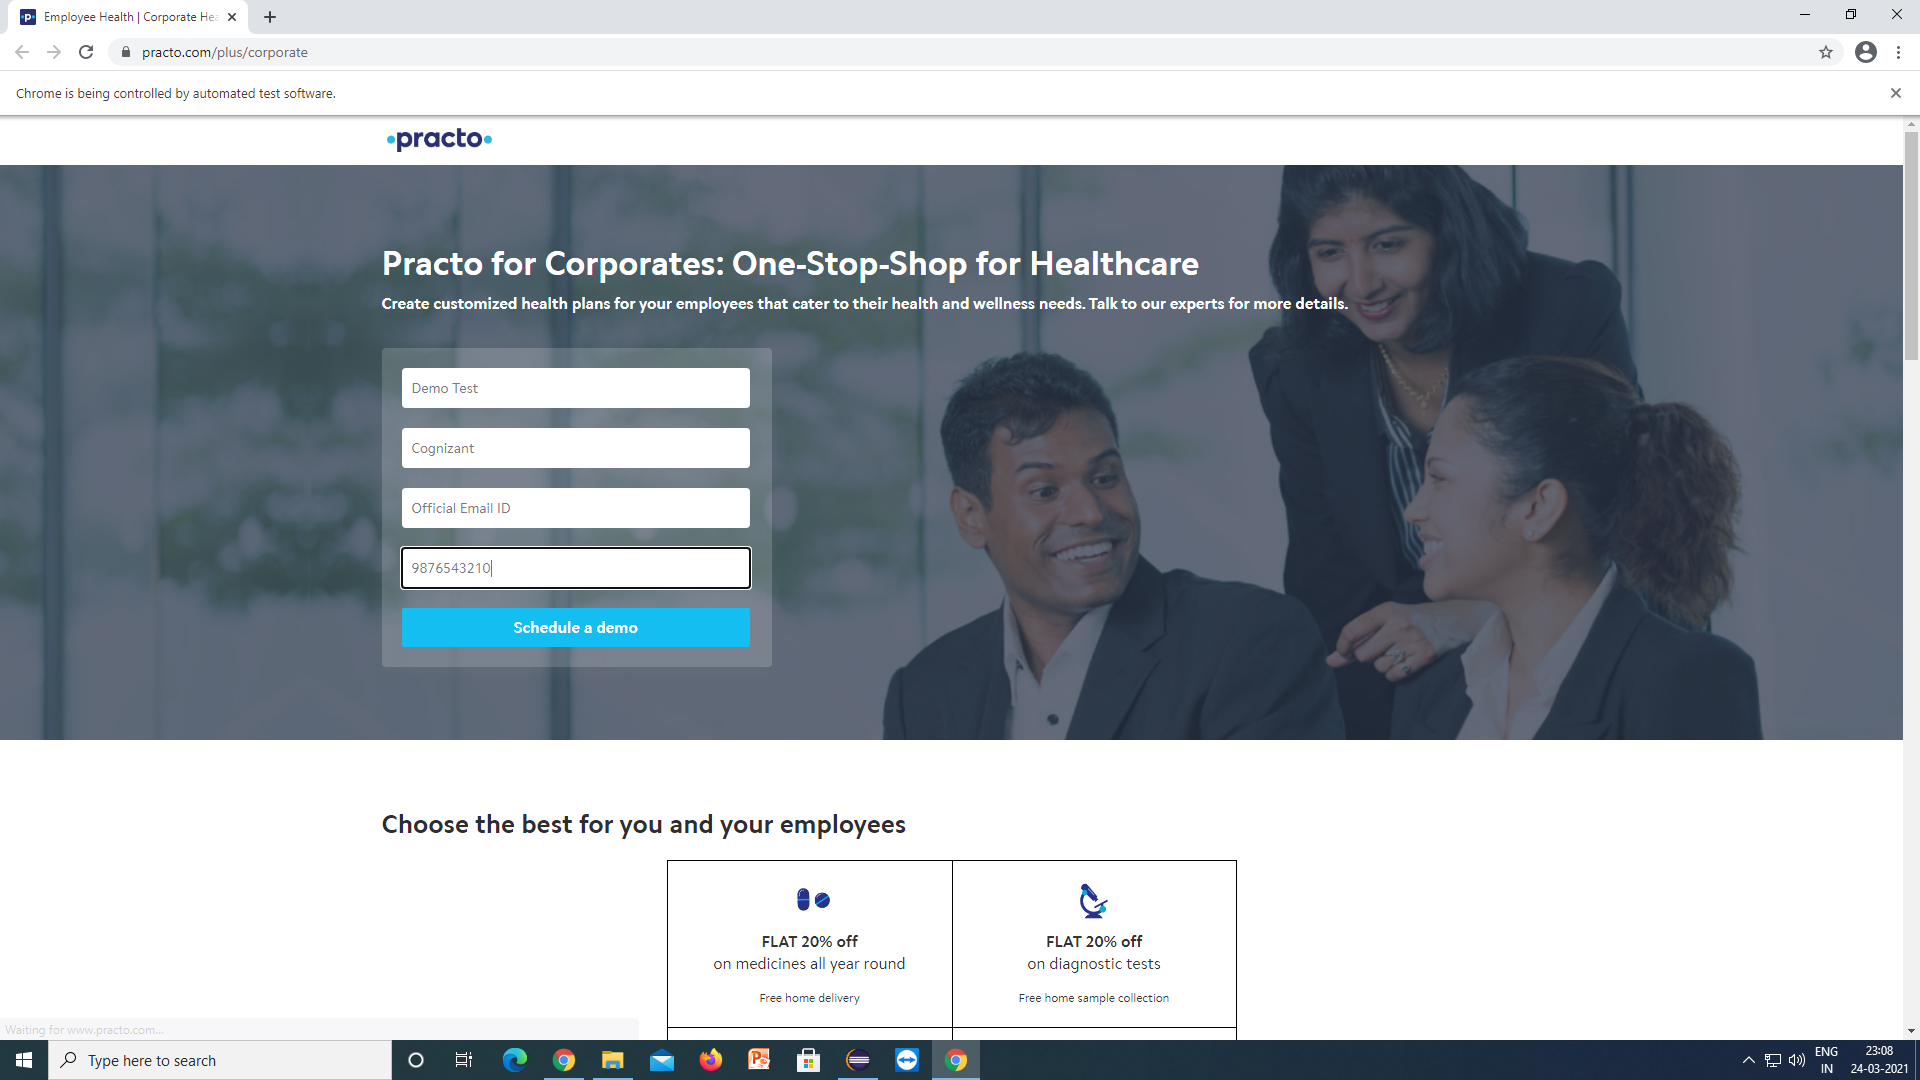 Employee Health | Corporate Hea
practo.com/plus/corporate
Chrome is being controlled by automated test software.
practo
Practo for Corporates: One-Stop-Shop for Healthcare
Create customized health plans for your employees that cater to their health and wellness needs. Talk to our experts for more details.
Demo Test
Cognizant
Official Email ID
9876543210
Schedule a demo
Choose the best for you and your employees
FLAT 20% off
on medicines all year round
Free home delivery
FLAT 20% off
on diagnostic tests
Free home sample collection
Waiting for www.practo.com...
Type here to search
ENG
IN
23:08
24-03-2021